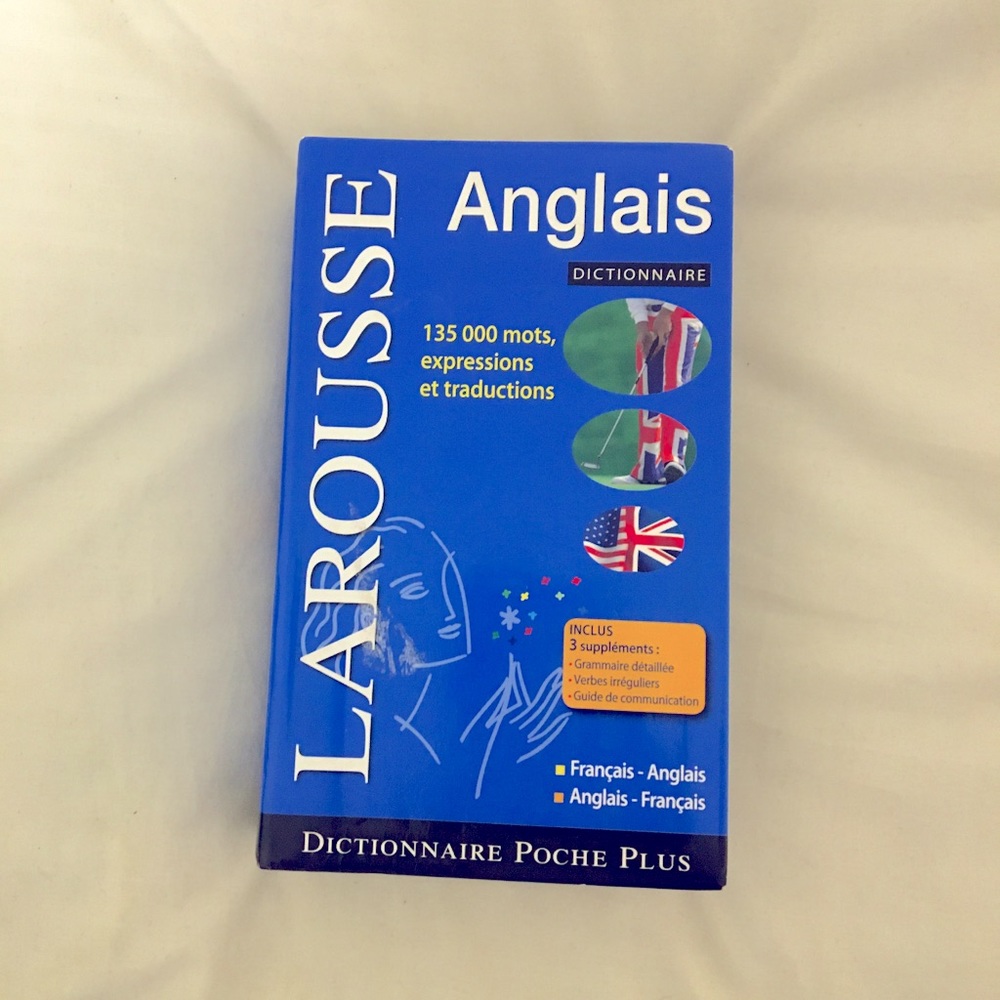 LAROUSSE
Anglais
DICTIONNAIRE
135 000 mots,
expressions
et traductions
INCLUS
3 suppléments :
• Grammaire détaillée
• Verbes irréguliers
• Guide de communication
Français - Anglais
Anglais - Français
DICTIONNAIRE POCHE PLUS